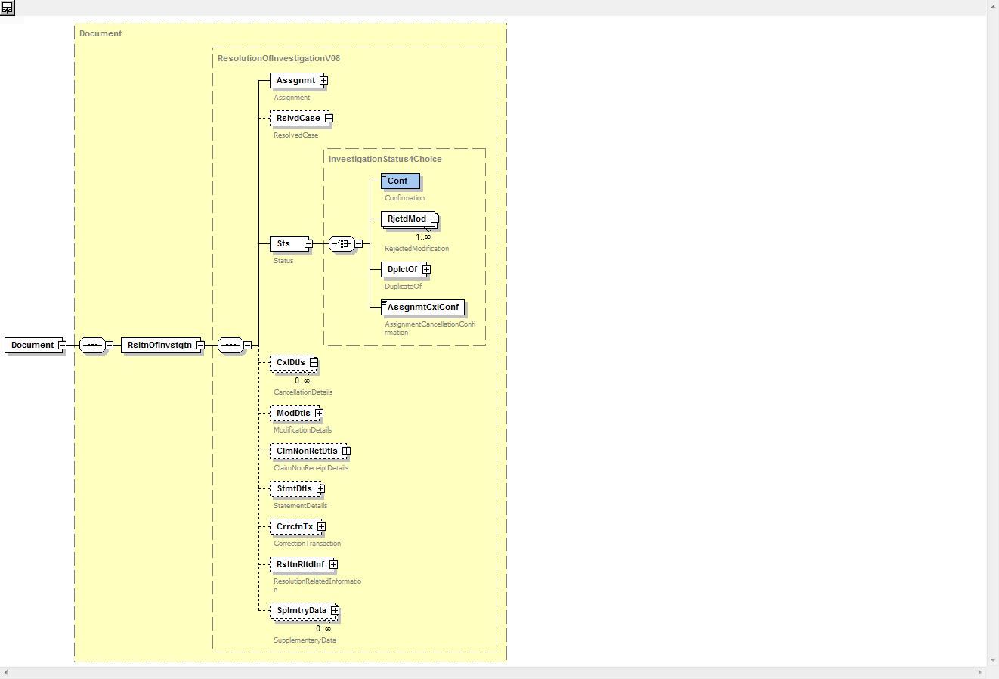 Document
ResolutionOfInvestigationV08
Assgnmt
Assignment
RslvdCase
ResolvedCase
InvestigationStatus4Choice
Conf
Confirmation
RjctdMod
1..∞
RejectedModification
Sts
Status
DplctOf
DuplicateOf
AssgnmtCxlConf
AssignmentCancellationConfi
rmation
Document
RsltnOfInvstgtn
CxlDtls
0..∞
CancellationDetails
ModDtls
ModificationDetails
ClmNonRctDtls
ClaimNonReceiptDetails
StmtDtls
StatementDetails
CrrctnTx
CorrectionTransaction
RsltnRltdInf
ResolutionRelatedInformatio
n
SplmtryData
0..∞
SupplementaryData